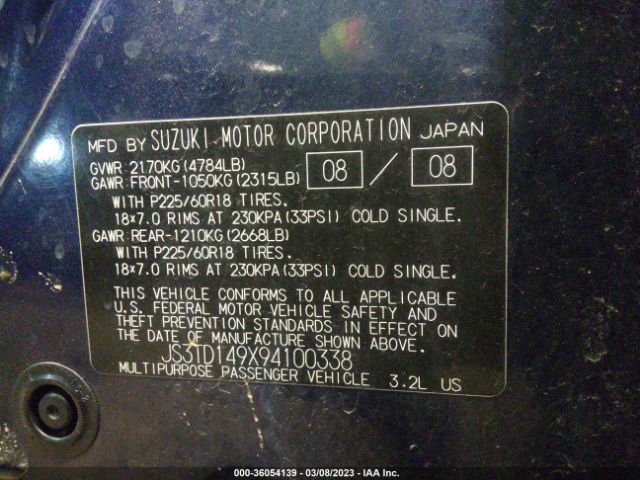 MFD BY SUZUKI MOTOR CORPORATION JAPAN
GVWR:2170KG(4784LB)
GAWR:FRONT-1050KG(2315LB) 08 / 08
WITH P225/60R18 TIRES.
18×7.0 RIMS AT 230KPA(33PSI) COLD SINGLE.
GAWR:REAR-1210KG(2668LB)
WITH P225/60R18 TIRES.
18×7.0 RIMS AT 230KPA(33PSI) COLD SINGLE.
THIS VEHICLE CONFORMS TO ALL APPLICABLE
U.S. FEDERAL MOTOR VEHICLE SAFETY AND
THEFT PREVENTION STANDARDS IN EFFECT ON
THE DATE OF MANUFACTURE SHOWN ABOVE.
JS3TD149X94100338
MULTIPURPOSE PASSENGER VEHICLE 3.2L US
000-36054139 - 03/08/2023 - IAA Inc.